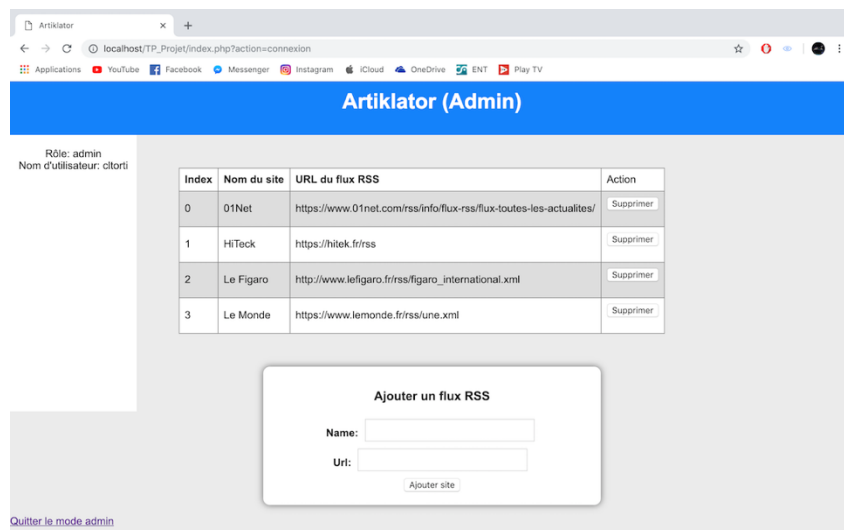 Artiklator
localhost/TP_Projet/index.php?action=connexion
Applications YouTube Facebook Messenger Instagram iCloud OneDrive ENT Play TV
Artiklator (Admin)
Rôle: admin
Nom d'utilisateur: cltorti
Index Nom du site URL du flux RSS Action
0 01Net https://www.01net.com/rss/info/flux-rss/flux-toutes-les-actualites/ Supprimer
1 HiTeck https://hitek.fr/rss Supprimer
2 Le Figaro http://www.lefigaro.fr/rss/figaro_international.xml Supprimer
3 Le Monde https://www.lemonde.fr/rss/une.xml Supprimer
Ajouter un flux RSS
Name:
Url:
Ajouter site
Quitter le mode admin